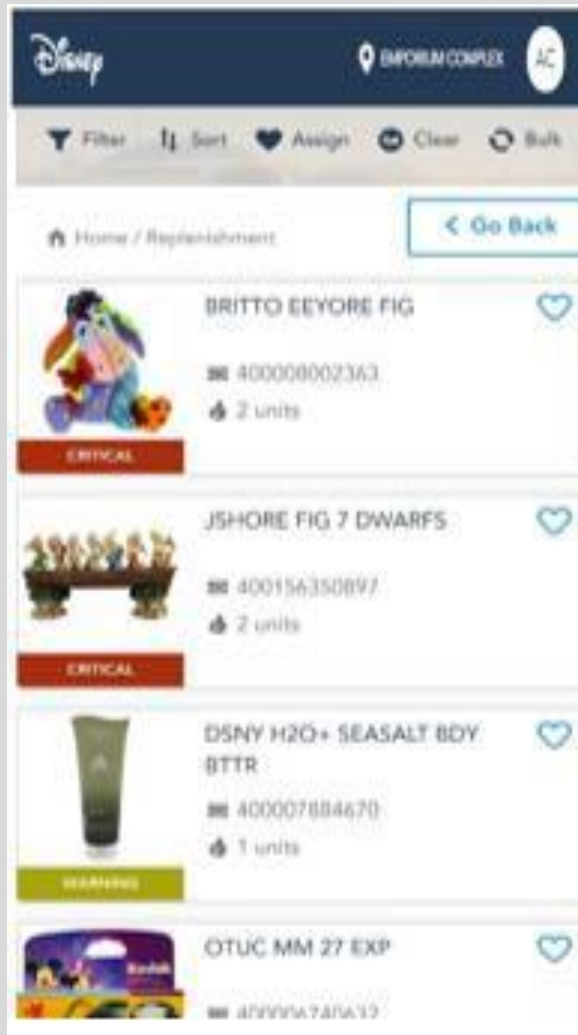 Disney
EMPORIUM COMPLEX
AC
Filter
Sort
Assign
Clear
Bulk
Home / Replenishment
< Go Back
BRITTO EEYORE FIG
400008002363
2 units
CRITICAL
JSHORE FIG 7 DWARFS
400156350897
2 units
CRITICAL
DSNY H2O+ SEASALT BDY
BTTR
400007884670
1 units
WARNING
OTUC MM 27 EXP
Kodak
400006740632